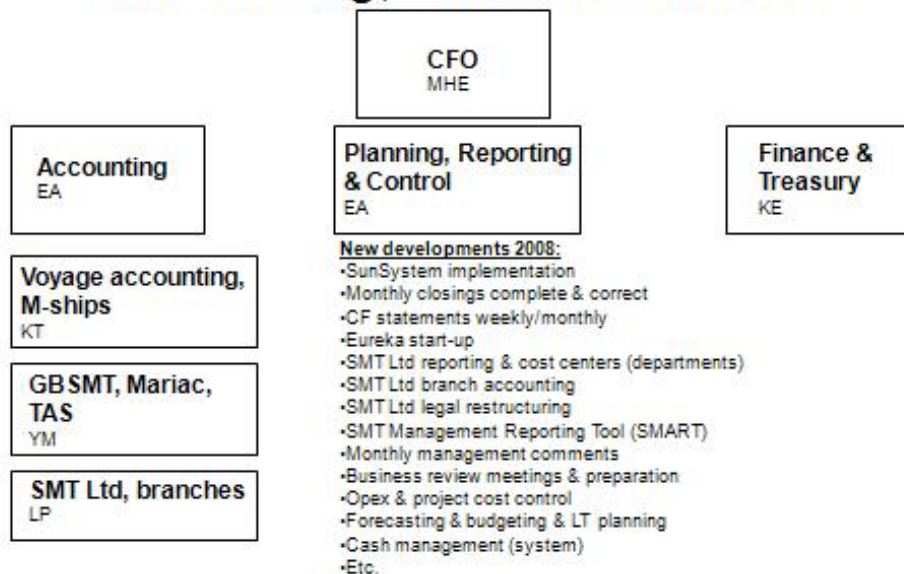 CFO
MHE
Accounting
EA
Planning, Reporting
& Control
EA
Finance &
Treasury
KE
Voyage accounting,
M-ships
KT
GBSMT, Mariac,
TAS
YM
SMT Ltd, branches
LP
New developments 2008:
•SunSystem implementation
•Monthly closings complete & correct
•CF statements weekly/monthly
•Eureka start-up
•SMT Ltd reporting & cost centers (departments)
•SMT Ltd branch accounting
•SMT Ltd legal restructuring
•SMT Management Reporting Tool (SMART)
•Monthly management comments
•Business review meetings & preparation
•Opex & project cost control
•Forecasting & budgeting & LT planning
•Cash management (system)
•Etc.